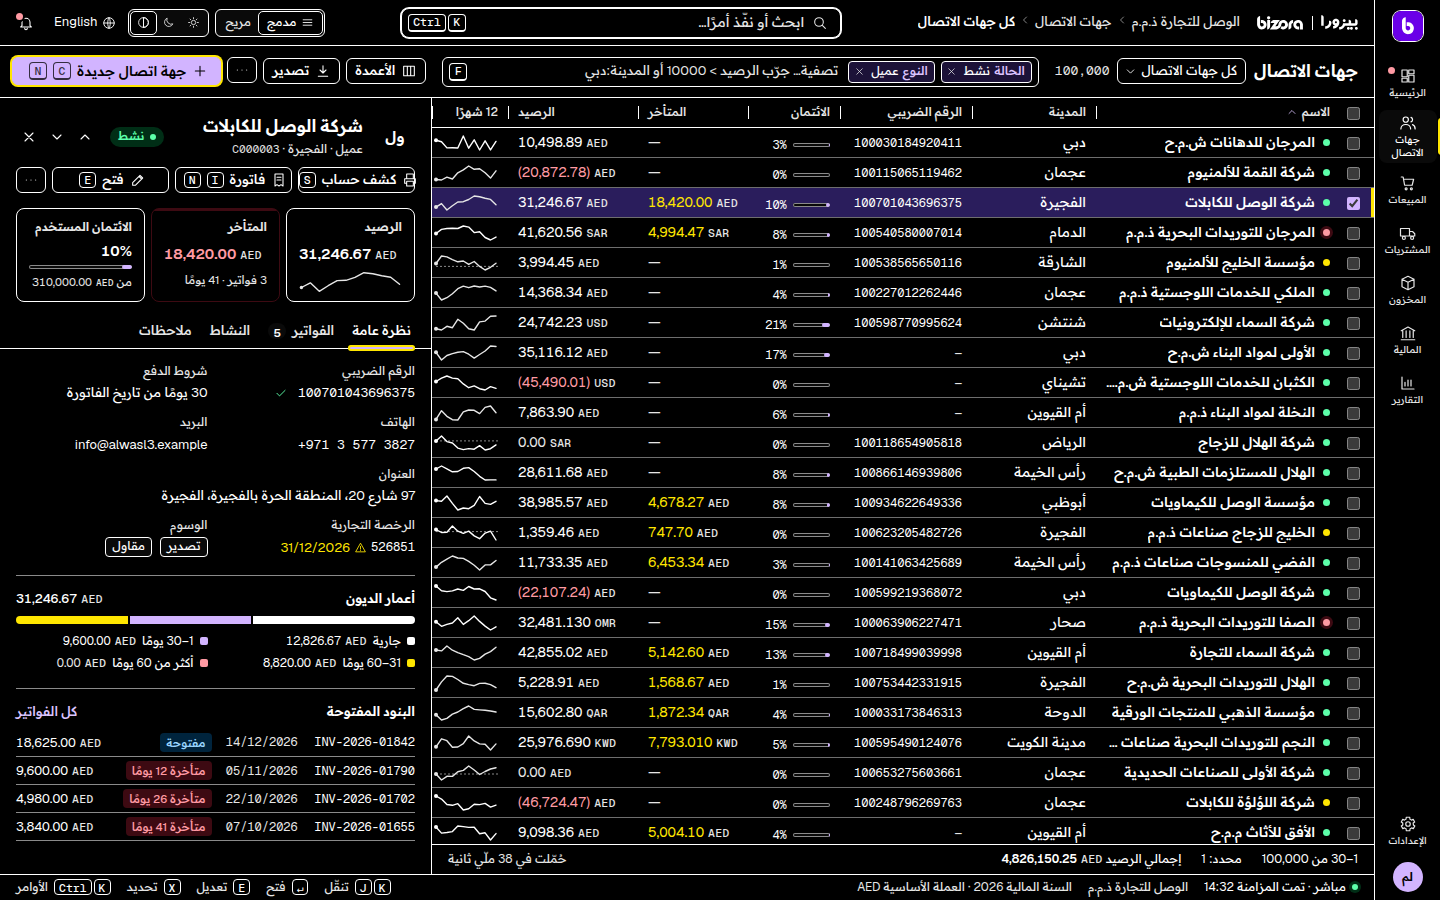 بيزورا | bizora
الوصل للتجارة ذ.م.م › جهات الاتصال › كل جهات الاتصال
ابحث أو نفّذ أمرًا... Ctrl K
مدمج مريح
English
جهات الاتصال كل جهات الاتصال 100,000
الحالة نشط × النوع عميل × تصفية... جرّب الرصيد > 10000 أو المدينة:دبي F
الأعمدة تصدير ... + جهة اتصال جديدة C N
الرئيسية
جهات الاتصال
المبيعات
المشتريات
المخزون
المالية
التقارير
الإعدادات
لم
الاسم المدينة الرقم الضريبي الائتمان المتأخر الرصيد 12 شهرًا
المرجان للدهانات ش.م.ح دبي 100030184920411 3% — 10,498.89 AED
شركة القمة للألمنيوم عجمان 100115065119462 0% — (20,872.78) AED
شركة الوصل للكابلات الفجيرة 100701043696375 10% 18,420.00 AED 31,246.67 AED
المرجان للتوريدات البحرية ذ.م.م الدمام 100540580007014 8% 4,994.47 SAR 41,620.56 SAR
مؤسسة الخليج للألمنيوم الشارقة 100538565650116 1% — 3,994.45 AED
الملكي للخدمات اللوجستية ذ.م.م عجمان 100227012262446 4% — 14,368.34 AED
شركة السماء للإلكترونيات شنتشن 100598770995624 21% — 24,742.23 USD
الأولى لمواد البناء ش.م.ح دبي – 17% — 35,116.12 AED
الكثبان للخدمات اللوجستية ش.م.... تشيناي – 0% — (45,490.01) USD
النخلة لمواد البناء ذ.م.م أم القيوين – 6% — 7,863.90 AED
شركة الهلال للزجاج الرياض 100118654905818 0% — 0.00 SAR
الهلال للمستلزمات الطبية ش.م.ح رأس الخيمة 100866146939806 8% — 28,611.68 AED
مؤسسة الوصل للكيماويات أبوظبي 100934622649336 8% 4,678.27 AED 38,985.57 AED
الخليج للزجاج صناعات ذ.م.م الفجيرة 100623205482726 0% 747.70 AED 1,359.46 AED
الفضي للمنسوجات صناعات ذ.م.م رأس الخيمة 100141063425689 3% 6,453.34 AED 11,733.35 AED
شركة الوصل للكيماويات دبي 100599219368072 0% — (22,107.24) AED
الصفا للتوريدات البحرية ذ.م.م صحار 100063906227471 15% — 32,481.130 OMR
شركة السماء للتجارة أم القيوين 100718499039998 13% 5,142.60 AED 42,855.02 AED
الهلال للتوريدات البحرية ش.م.ح الفجيرة 100753442331915 1% 1,568.67 AED 5,228.91 AED
مؤسسة الذهبي للمنتجات الورقية الدوحة 100033173846313 4% 1,872.34 QAR 15,602.80 QAR
النجم للتوريدات البحرية صناعات ... مدينة الكويت 100595490124076 5% 7,793.010 KWD 25,976.690 KWD
شركة الأولى للصناعات الحديدية عجمان 100653275603661 0% — 0.00 AED
شركة اللؤلؤة للكابلات عجمان 100248796269763 0% — (46,724.47) AED
الأفق للأثاث م.م.ح أم القيوين – 4% 5,004.10 AED 9,098.36 AED
1–30 من 100,000 محدد: 1 إجمالي الرصيد 4,826,150.25 AED حُمّلت في 38 ملّي ثانية
ول شركة الوصل للكابلات نشط
عميل · الفجيرة · C000003
كشف حساب S فاتورة I N فتح E ...
الرصيد المتأخر الائتمان المستخدم
31,246.67 AED 18,420.00 AED 10%
3 فواتير · 41 يومًا من 310,000.00 AED
نظرة عامة الفواتير 5 النشاط ملاحظات
الرقم الضريبي شروط الدفع
100701043696375 30 يومًا من تاريخ الفاتورة
الهاتف البريد
+971 3 577 3827 info@alwasl3.example
العنوان
97 شارع 20، المنطقة الحرة بالفجيرة، الفجيرة
الرخصة التجارية الوسوم
526851 31/12/2026 تصدير مقاول
أعمار الديون 31,246.67 AED
جارية 12,826.67 AED 1–30 يومًا 9,600.00 AED
31–60 يومًا 8,820.00 AED أكثر من 60 يومًا 0.00 AED
البنود المفتوحة كل الفواتير
INV-2026-01842 14/12/2026 مفتوحة 18,625.00 AED
INV-2026-01790 05/11/2026 متأخرة 12 يومًا 9,600.00 AED
INV-2026-01702 22/10/2026 متأخرة 26 يومًا 4,980.00 AED
INV-2026-01655 07/10/2026 متأخرة 41 يومًا 3,840.00 AED
مباشر · تمت المزامنة 14:32 الوصل للتجارة ذ.م.م السنة المالية 2026 · العملة الأساسية AED
J K تنقّل ↵ فتح E تعديل X تحديد Ctrl K الأوامر